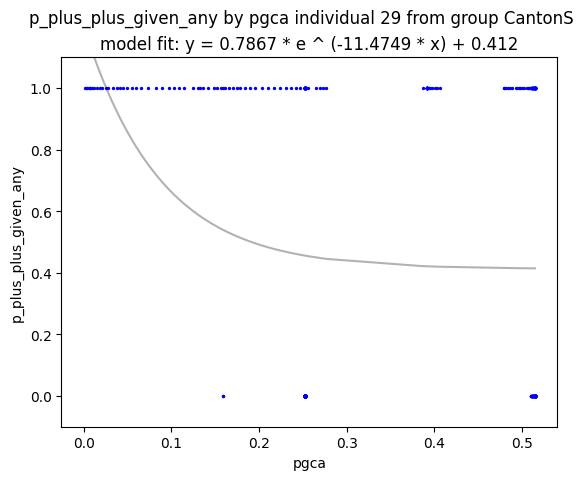 p_plus_plus_given_any by pgca individual 29 from group CantonS
model fit: y = 0.7867 * e ^ (-11.4749 * x) + 0.412
1.0
0.8
0.6
0.4
0.2
0.0
p_plus_plus_given_any
0.0 0.1 0.2 0.3 0.4 0.5
pgca